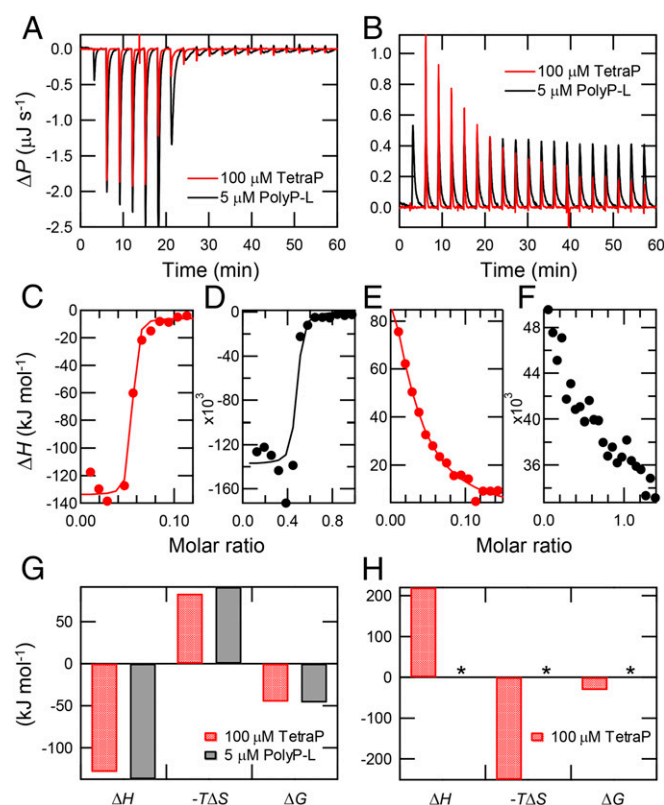 A
B
0.0
-0.5
-1.0
-1.5
-2.0
-2.5
ΔP (µJ s⁻¹)
100 µM TetraP
5 µM PolyP-L
0 10 20 30 40 50 60
Time (min)
1.0
0.8
0.6
0.4
0.2
0.0
100 µM TetraP
5 µM PolyP-L
0 10 20 30 40 50 60
Time (min)
C
D
E
F
ΔH (kJ mol⁻¹)
0
-20
-40
-60
-80
-100
-120
-140
0.00 0.10
x10³
0
-40
-80
-120
-160
0.0 0.4 0.8
80
60
40
20
0.00 0.10
x10³
48
44
40
36
0.0 1.0
Molar ratio
Molar ratio
G
H
(kJ mol⁻¹)
50
0
-50
-100
100 µM TetraP
5 µM PolyP-L
ΔH -TΔS ΔG
200
100
0
-100
-200
* * *
100 µM TetraP
ΔH -TΔS ΔG